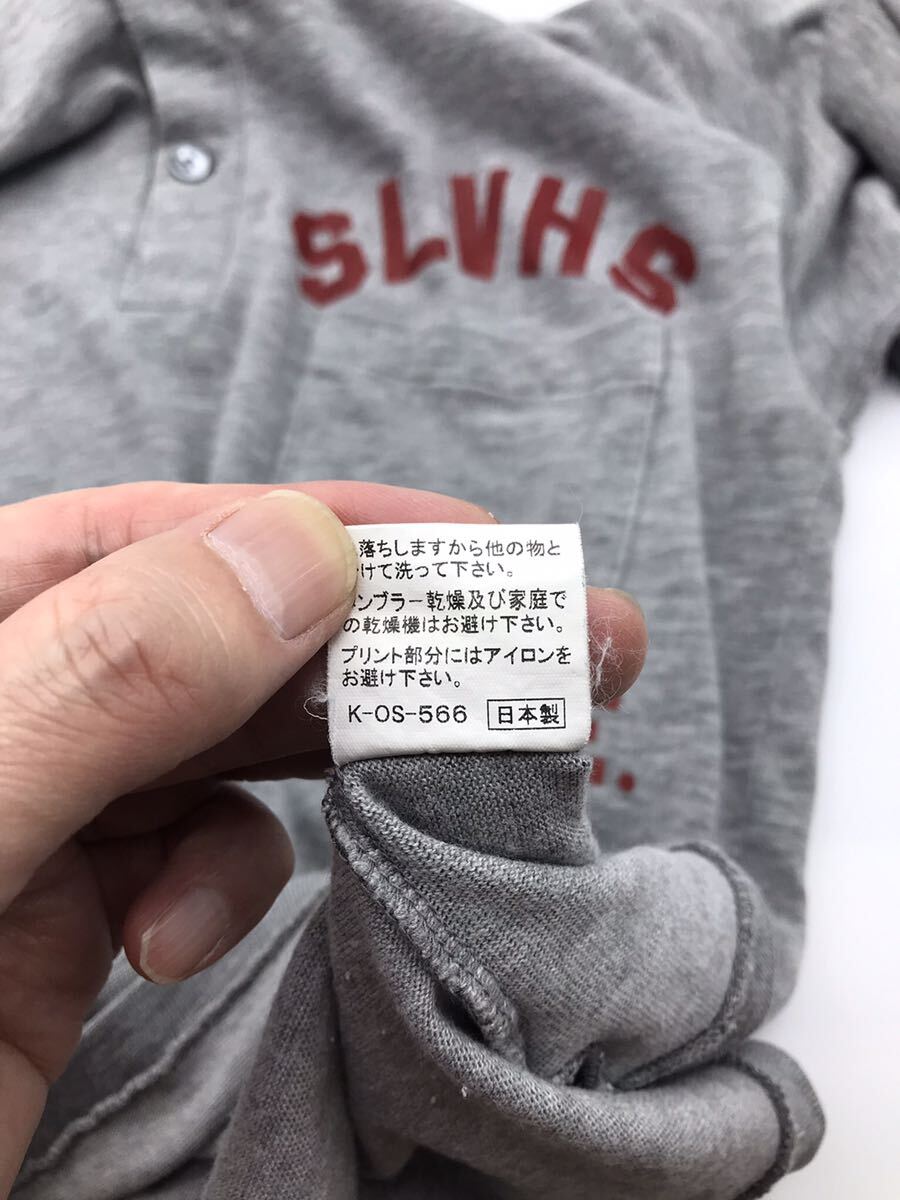 SLVHS
落ちしますから他の物と
けて洗って下さい。
ンブラー乾燥及び家庭で
の乾燥機はお避け下さい。
プリント部分にはアイロンを
お避け下さい。
K-OS-566 日本製